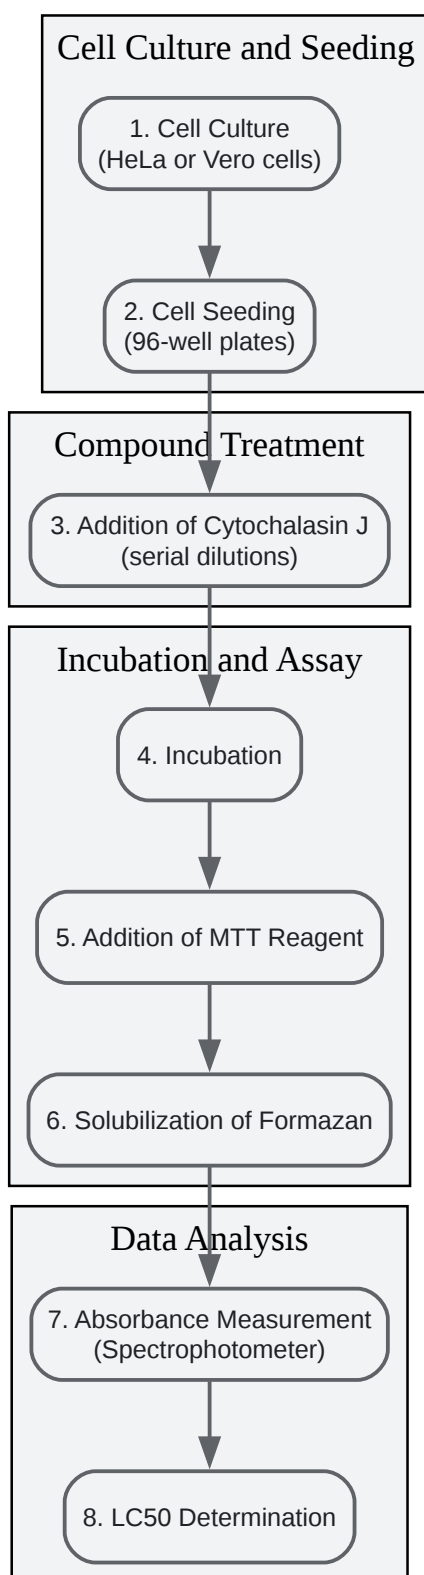 Cell Culture and Seeding
1. Cell Culture
(HeLa or Vero cells)
2. Cell Seeding
(96-well plates)
Compound Treatment
3. Addition of Cytochalasin J
(serial dilutions)
Incubation and Assay
4. Incubation
5. Addition of MTT Reagent
6. Solubilization of Formazan
Data Analysis
7. Absorbance Measurement
(Spectrophotometer)
8. LC50 Determination